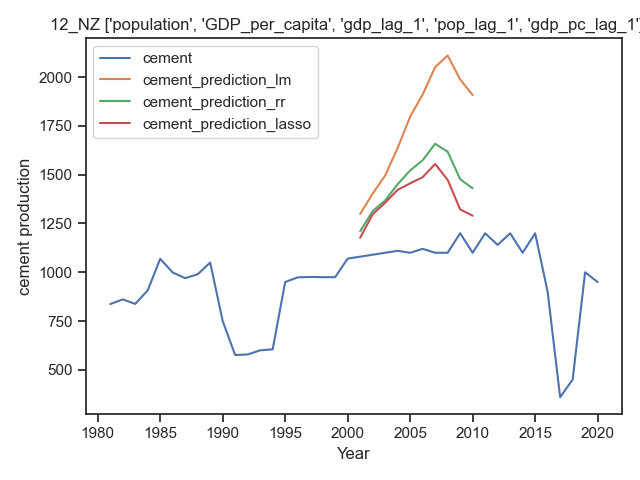 12_NZ ['population', 'GDP_per_capita', 'gdp_lag_1', 'pop_lag_1', 'gdp_pc_lag_1']
cement
cement_prediction_lm
cement_prediction_rr
cement_prediction_lasso
cement production
2000
1750
1500
1250
1000
750
500
1980 1985 1990 1995 2000 2005 2010 2015 2020
Year